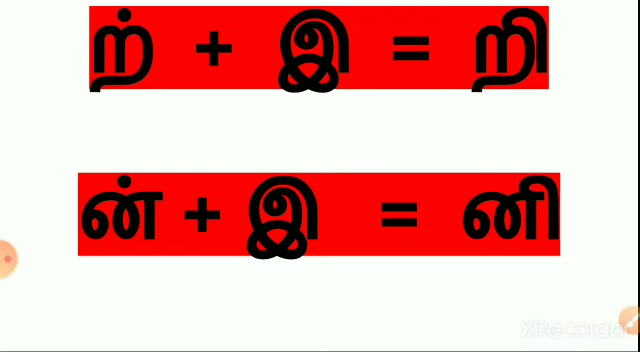 ற் + இ = றி
ன் + இ = னி
XRecorder